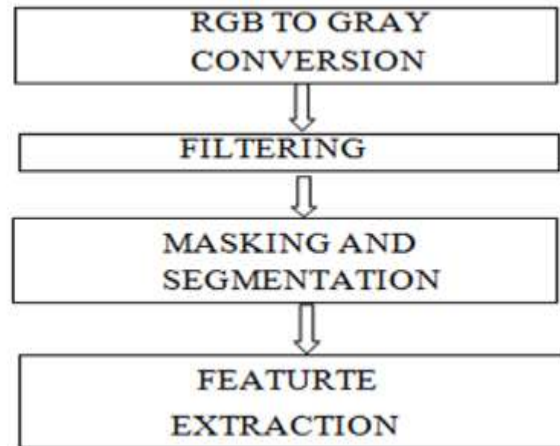 RGB TO GRAY
CONVERSION
FILTERING
MASKING AND
SEGMENTATION
FEATURTE
EXTRACTION